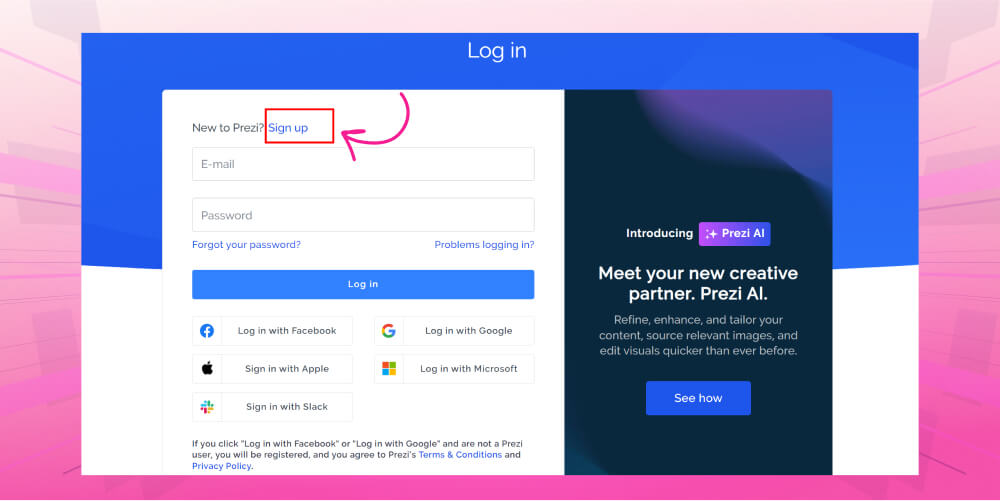 Log in
New to Prezi? Sign up
E-mail
Password
Forgot your password?
Problems logging in?
Log in
Log in with Facebook
Log in with Google
Sign in with Apple
Log in with Microsoft
Sign in with Slack
If you click "Log in with Facebook" or "Log in with Google" and are not a Prezi
user, you will be registered, and you agree to Prezi's Terms & Conditions and
Privacy Policy.
Introducing Prezi AI
Meet your new creative
partner. Prezi AI.
Refine, enhance, and tailor your
content, source relevant images, and
edit visuals quicker than ever before.
See how